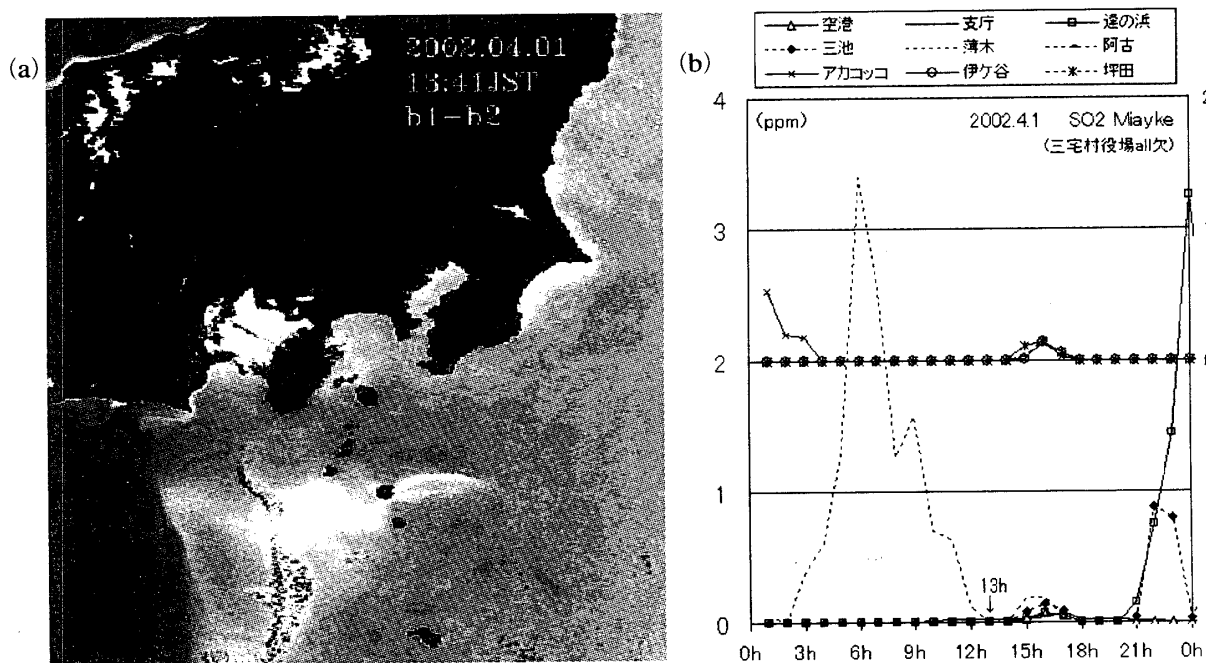 (a)
2002.04.01
13:41JST
b1-b2
(b)
空港 支庁 逢の浜
三池 薄木 阿古
アカコッコ 伊ケ谷 坪田
4
(ppm)
2002.4.1 SO2 Miayke
(三宅村役場all欠)
2
3
1
2
1
13h
0
0h 3h 6h 9h 12h 15h 18h 21h 0h